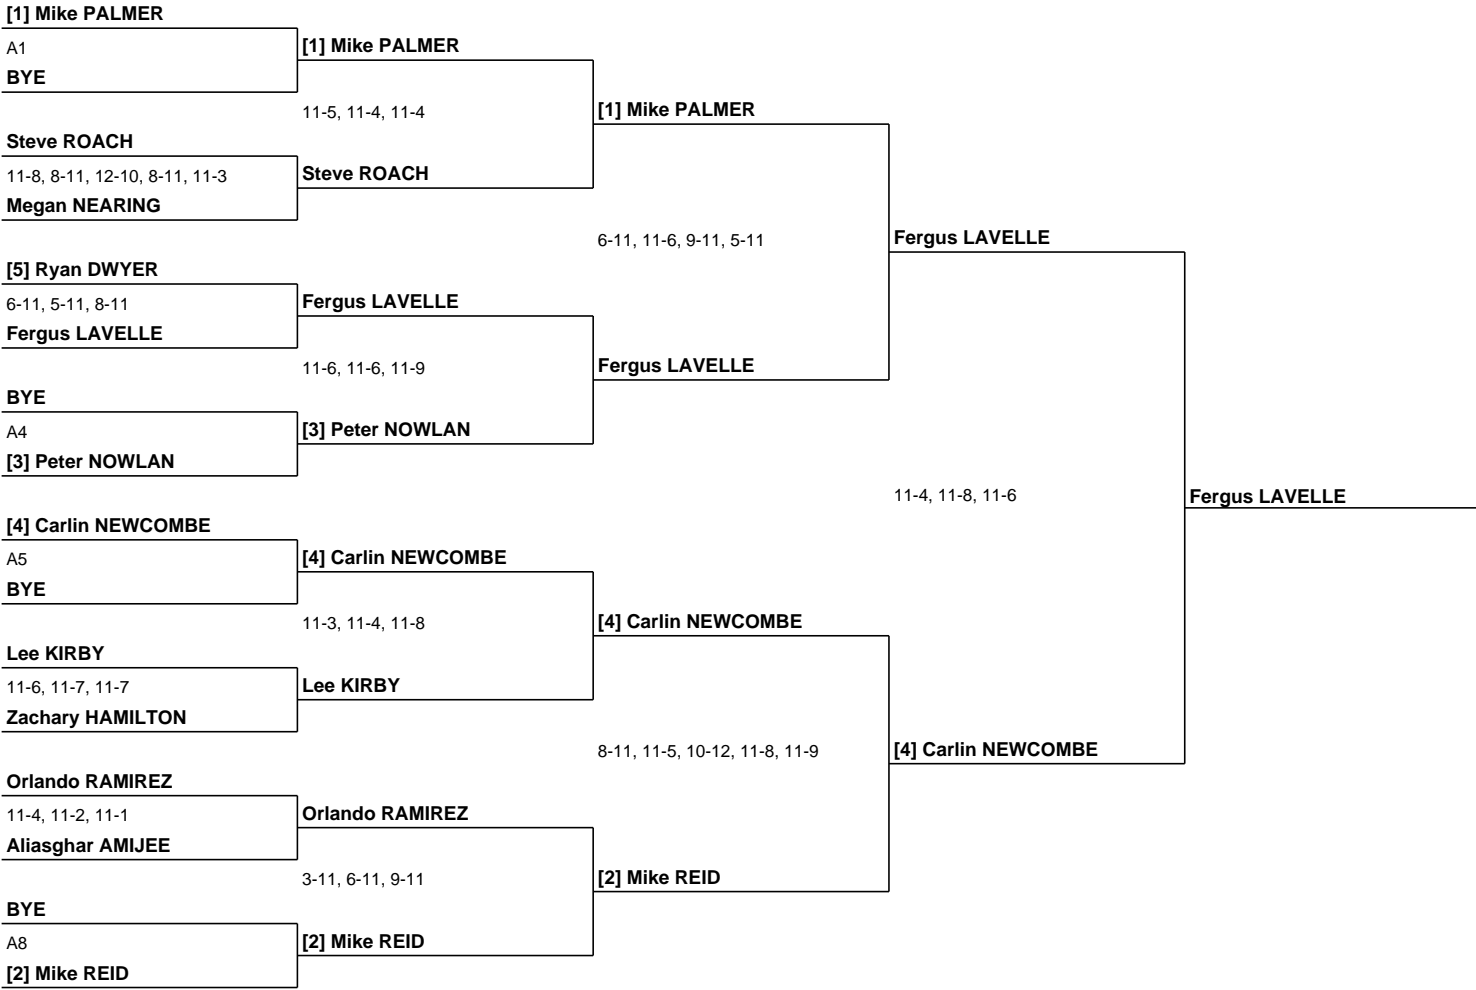 [1] Mike PALMER
A1
[1] Mike PALMER
BYE
11-5, 11-4, 11-4
[1] Mike PALMER
Steve ROACH
11-8, 8-11, 12-10, 8-11, 11-3
Steve ROACH
Megan NEARING
6-11, 11-6, 9-11, 5-11
Fergus LAVELLE
[5] Ryan DWYER
6-11, 5-11, 8-11
Fergus LAVELLE
Fergus LAVELLE
11-6, 11-6, 11-9
Fergus LAVELLE
BYE
A4
[3] Peter NOWLAN
[3] Peter NOWLAN
11-4, 11-8, 11-6
Fergus LAVELLE
[4] Carlin NEWCOMBE
A5
[4] Carlin NEWCOMBE
BYE
11-3, 11-4, 11-8
[4] Carlin NEWCOMBE
Lee KIRBY
11-6, 11-7, 11-7
Lee KIRBY
Zachary HAMILTON
8-11, 11-5, 10-12, 11-8, 11-9
[4] Carlin NEWCOMBE
Orlando RAMIREZ
11-4, 11-2, 11-1
Orlando RAMIREZ
Aliasghar AMIJEE
3-11, 6-11, 9-11
[2] Mike REID
BYE
A8
[2] Mike REID
[2] Mike REID